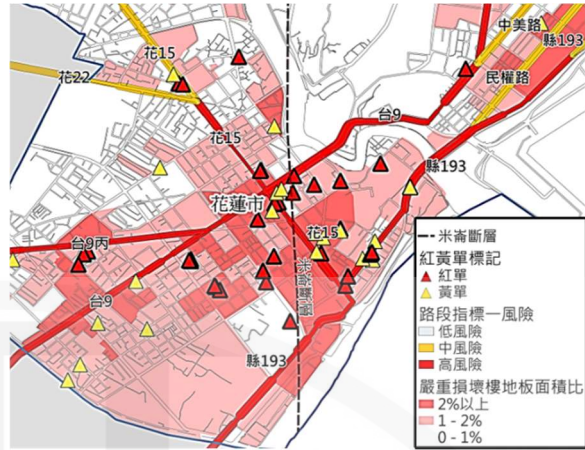 中美路
縣193
花15
民權路
花22
台9
花15
縣193
花蓮市
花15
台9丙
米崙斷層
台9
縣193
米崙斷層
紅黃單標記
紅單
黃單
路段指標一風險
低風險
中風險
高風險
嚴重損壞樓地板面積比
2%以上
1 - 2%
0 - 1%